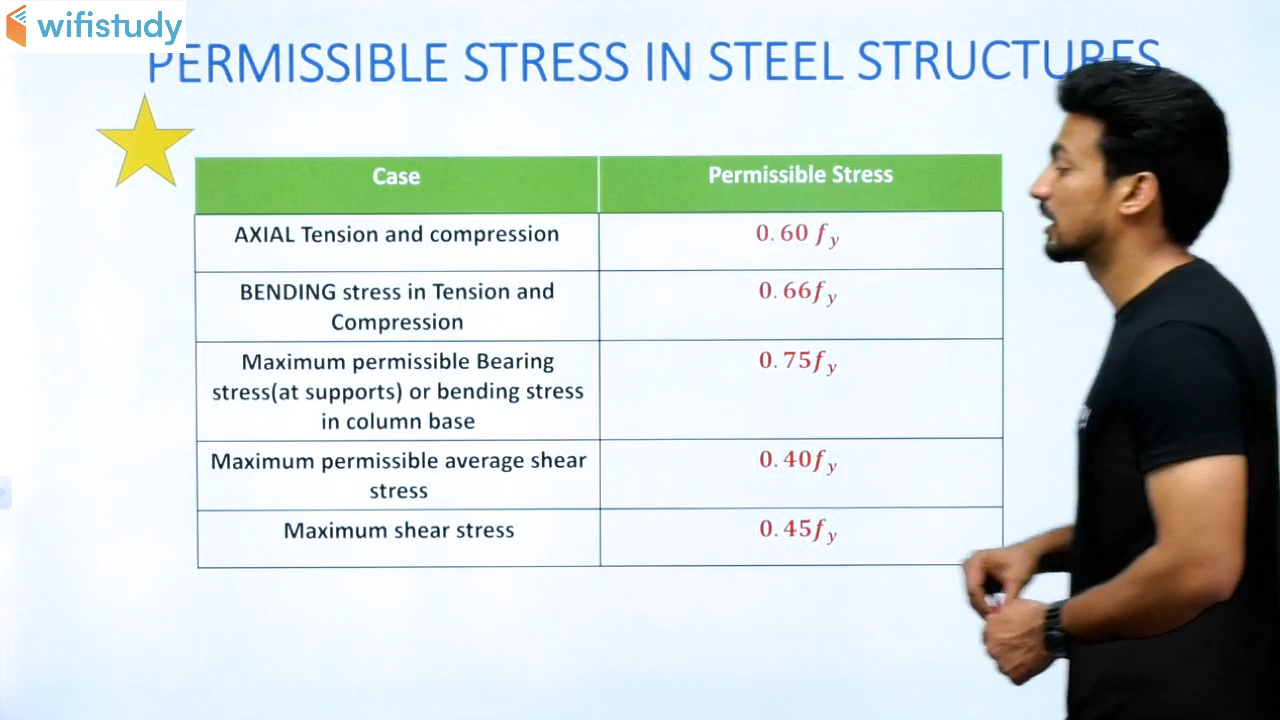 wifistudy
PERMISSIBLE STRESS IN STEEL STRUCTURES
Case
Permissible Stress
AXIAL Tension and compression
0.60 fy
BENDING stress in Tension and
Compression
0.66fy
Maximum permissible Bearing
stress(at supports) or bending stress
in column base
0.75fy
Maximum permissible average shear
stress
0.40fy
Maximum shear stress
0.45fy